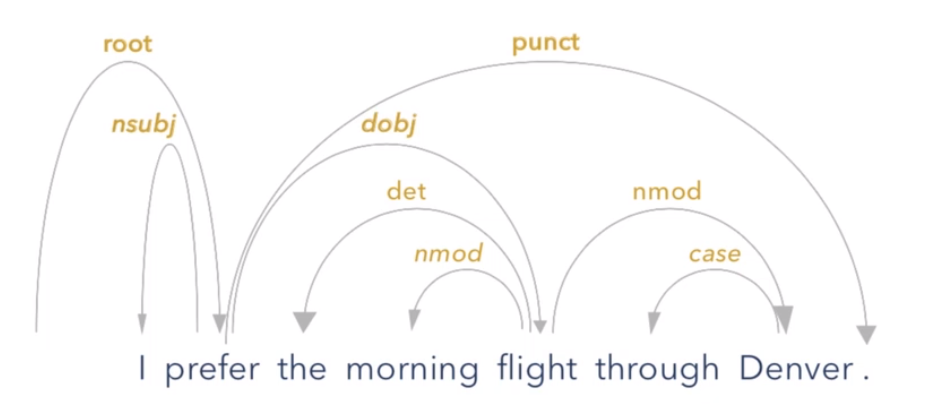 root punct
nsubj dobj
det nmod
nmod case
I prefer the morning flight through Denver .